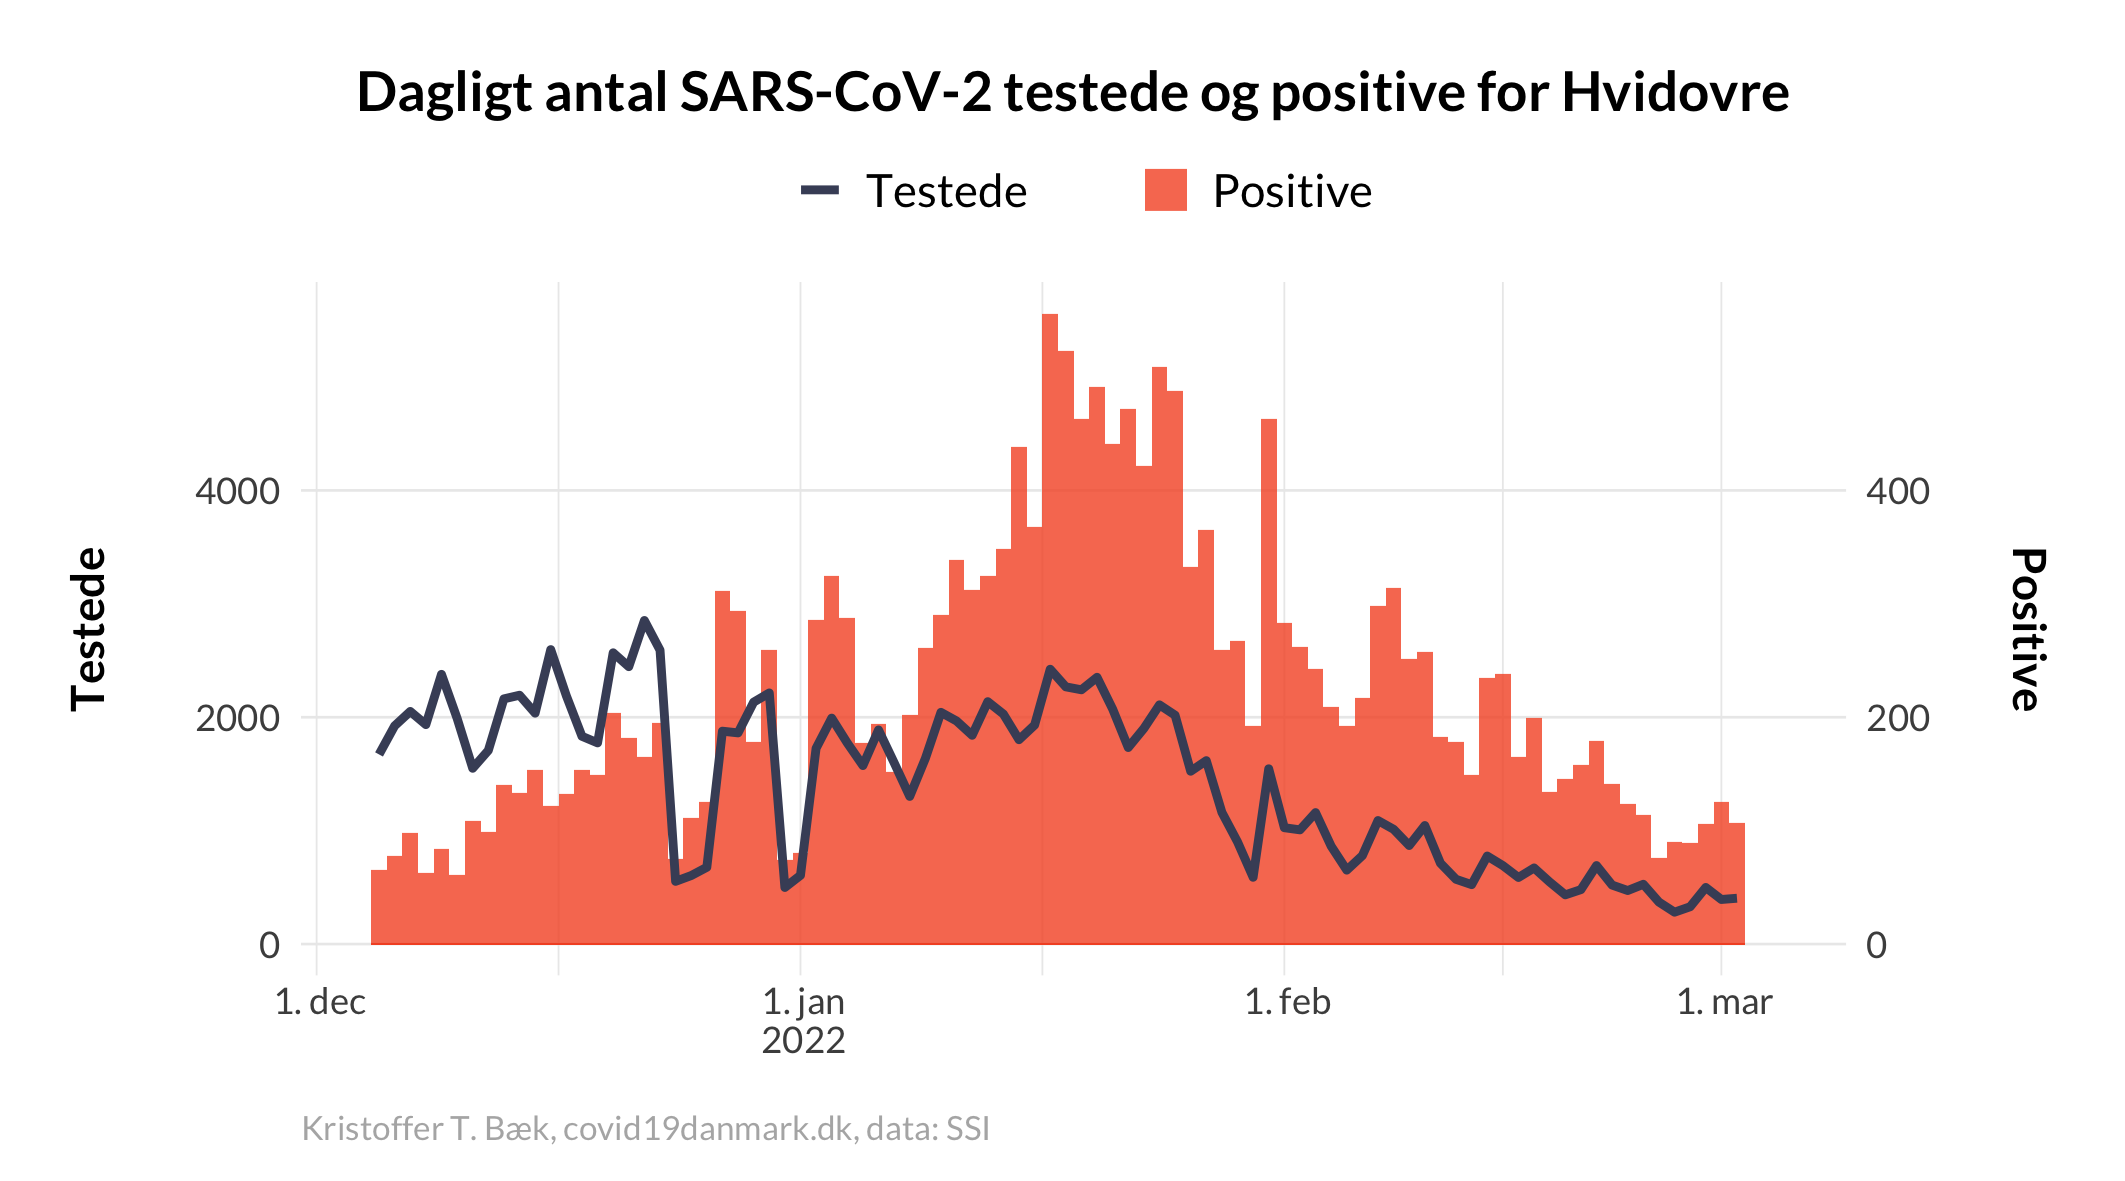 Dagligt antal SARS-CoV-2 testede og positive for Hvidovre
Testede
Positive
4000
2000
0
Testede
400
200
0
Positive
1. dec
1. jan
2022
1. feb
1. mar
Kristoffer T. Bæk, covid19danmark.dk, data: SSI